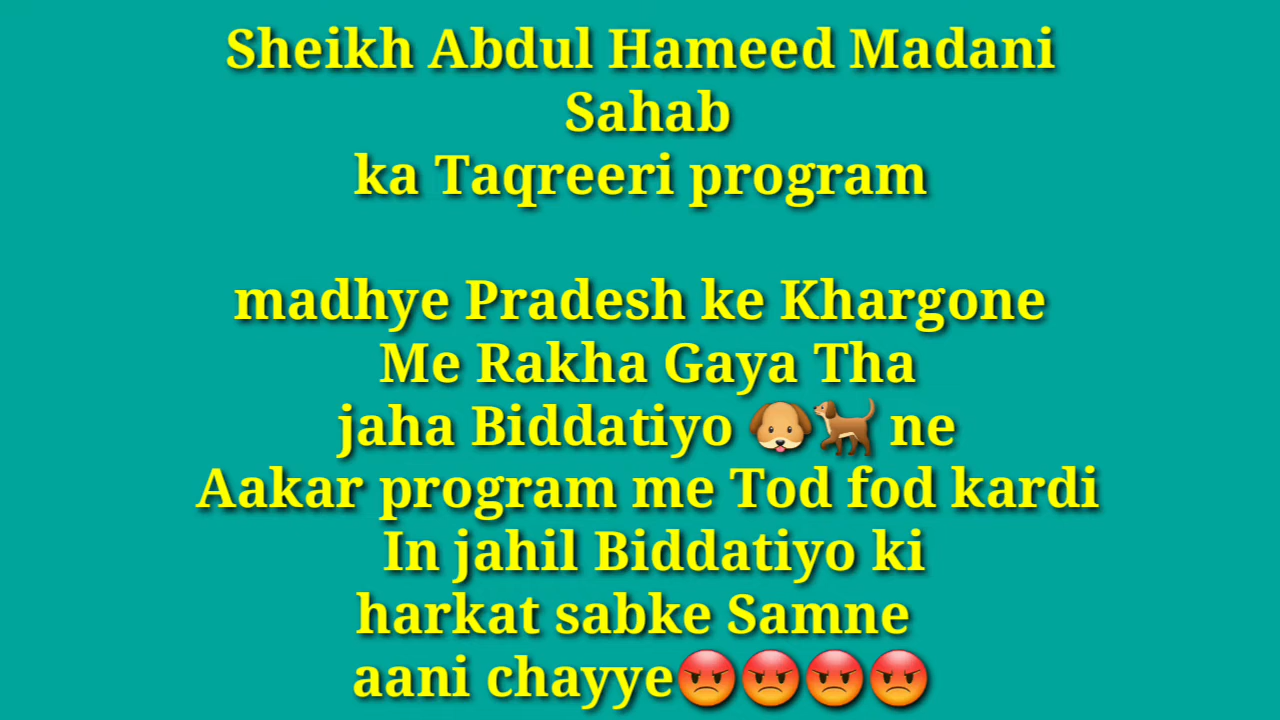 Sheikh Abdul Hameed Madani
Sahab
ka Taqreeri program
madhye Pradesh ke Khargone
Me Rakha Gaya Tha
jaha Biddatiyo 🐶🐕 ne
Aakar program me Tod fod kardi
In jahil Biddatiyo ki
harkat sabke Samne
aani chayye😡😡😡😡